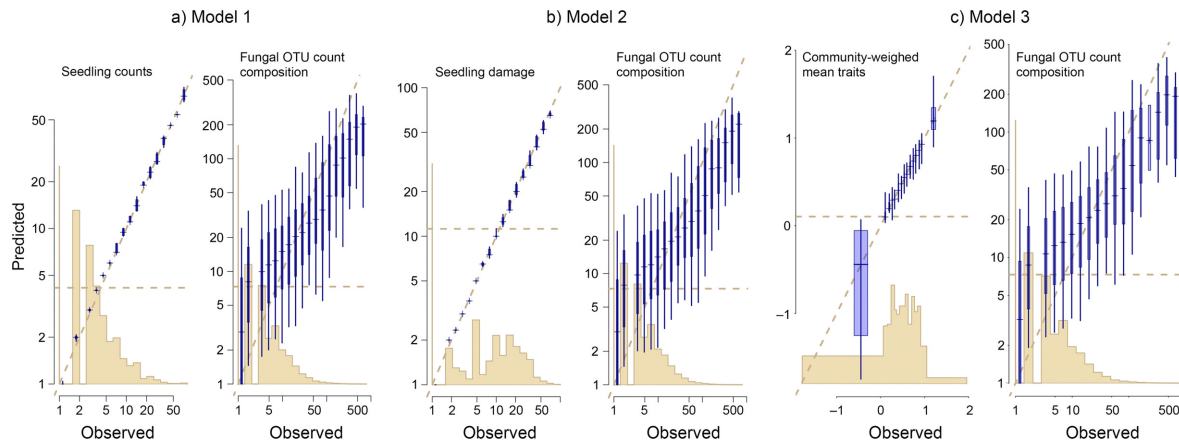 a) Model 1
b) Model 2
c) Model 3
Seedling counts
Fungal OTU count
composition
Seedling damage
Fungal OTU count
composition
Community-weighed
mean traits
Fungal OTU count
composition
Predicted
50
20
10
5
2
1
1 2 5 10 20 50
Observed
500
200
100
50
20
10
5
2
1
1 5 10 50 500
Observed
100
50
20
10
5
2
1
1 2 5 10 20 50
Observed
500
200
100
50
20
10
5
2
1
1 5 10 50 500
Observed
2
1
0
−1
−1 0 1 2
Observed
500
200
100
50
20
10
5
2
1
1 5 10 50 500
Observed